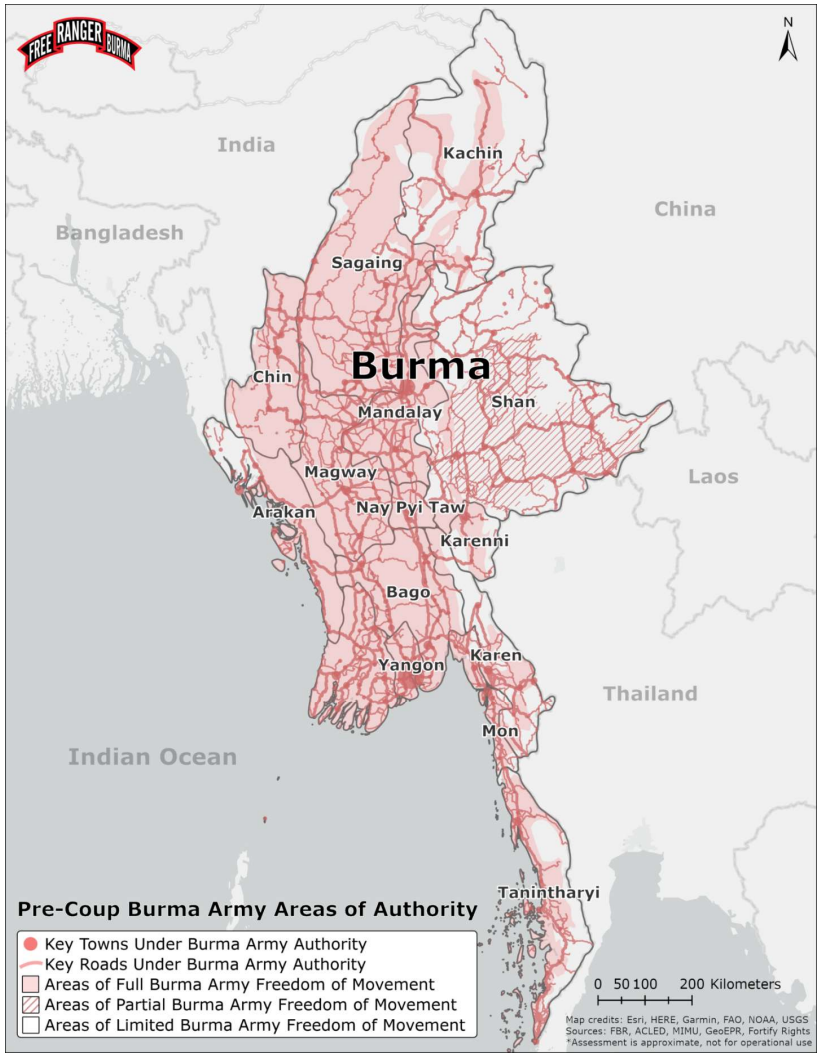 FREE RANGER BURMA
N
India
Kachin
China
Bangladesh
Sagaing
Burma
Chin
Shan
Mandalay
Magway
Laos
Nay Pyi Taw
Arakan
Karenni
Bago
Karen
Yangon
Thailand
Mon
Indian Ocean
Tanintharyi
Pre-Coup Burma Army Areas of Authority
Key Towns Under Burma Army Authority
Key Roads Under Burma Army Authority
Areas of Full Burma Army Freedom of Movement
Areas of Partial Burma Army Freedom of Movement
Areas of Limited Burma Army Freedom of Movement
0 50 100 200 Kilometers
Map credits: Esri, HERE, Garmin, FAO, NOAA, USGS
Sources: FBR, ACLED, MIMU, GeoEPR, Fortify Rights
*Assessment is approximate, not for operational use